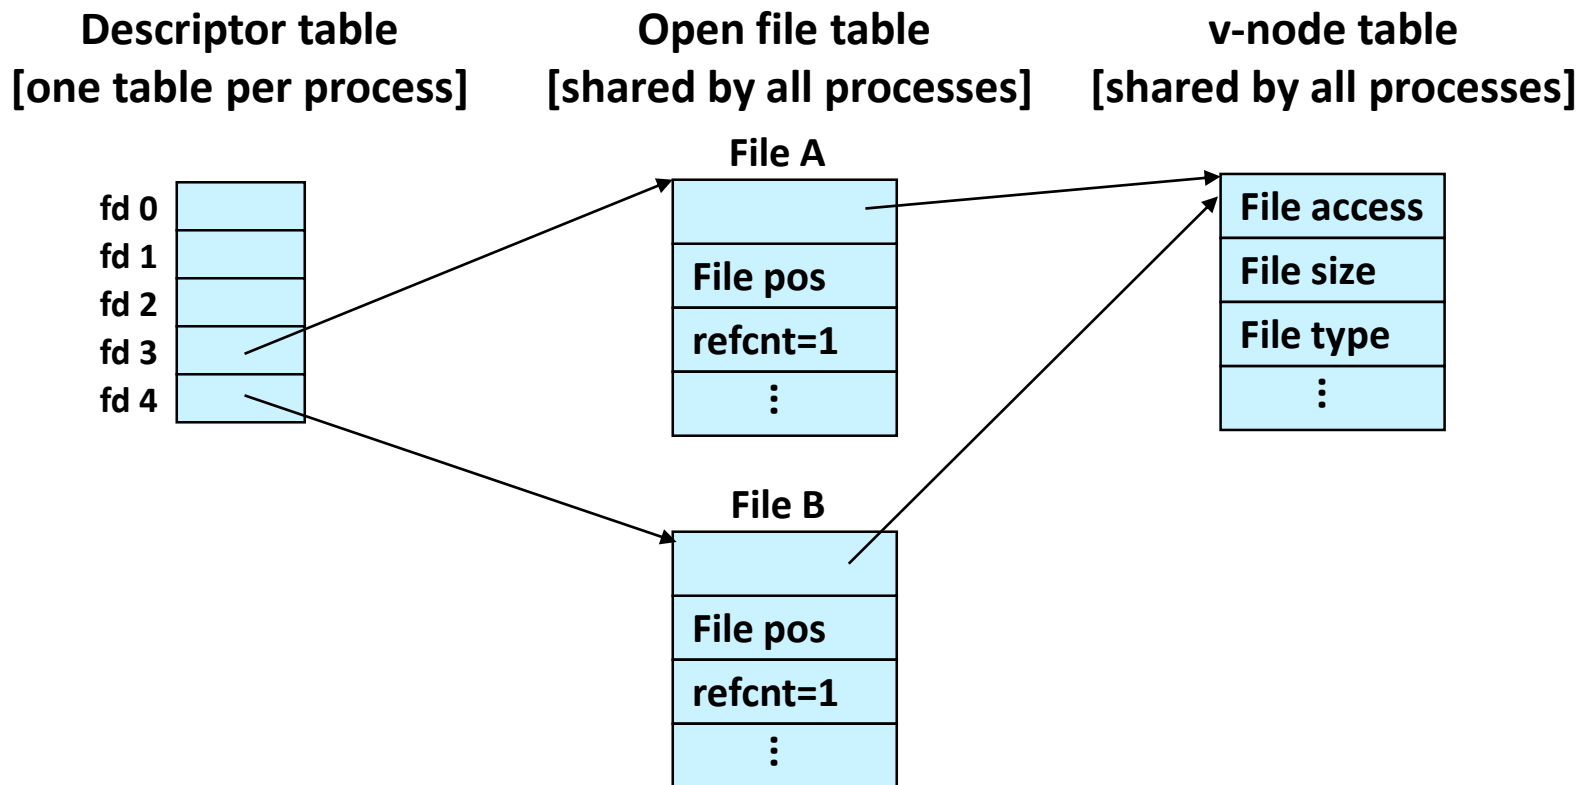 Descriptor table
[one table per process]
Open file table
[shared by all processes]
v-node table
[shared by all processes]
fd 0
fd 1
fd 2
fd 3
fd 4
File A
File pos
refcnt=1
⋮
File B
File pos
refcnt=1
⋮
File access
File size
File type
⋮